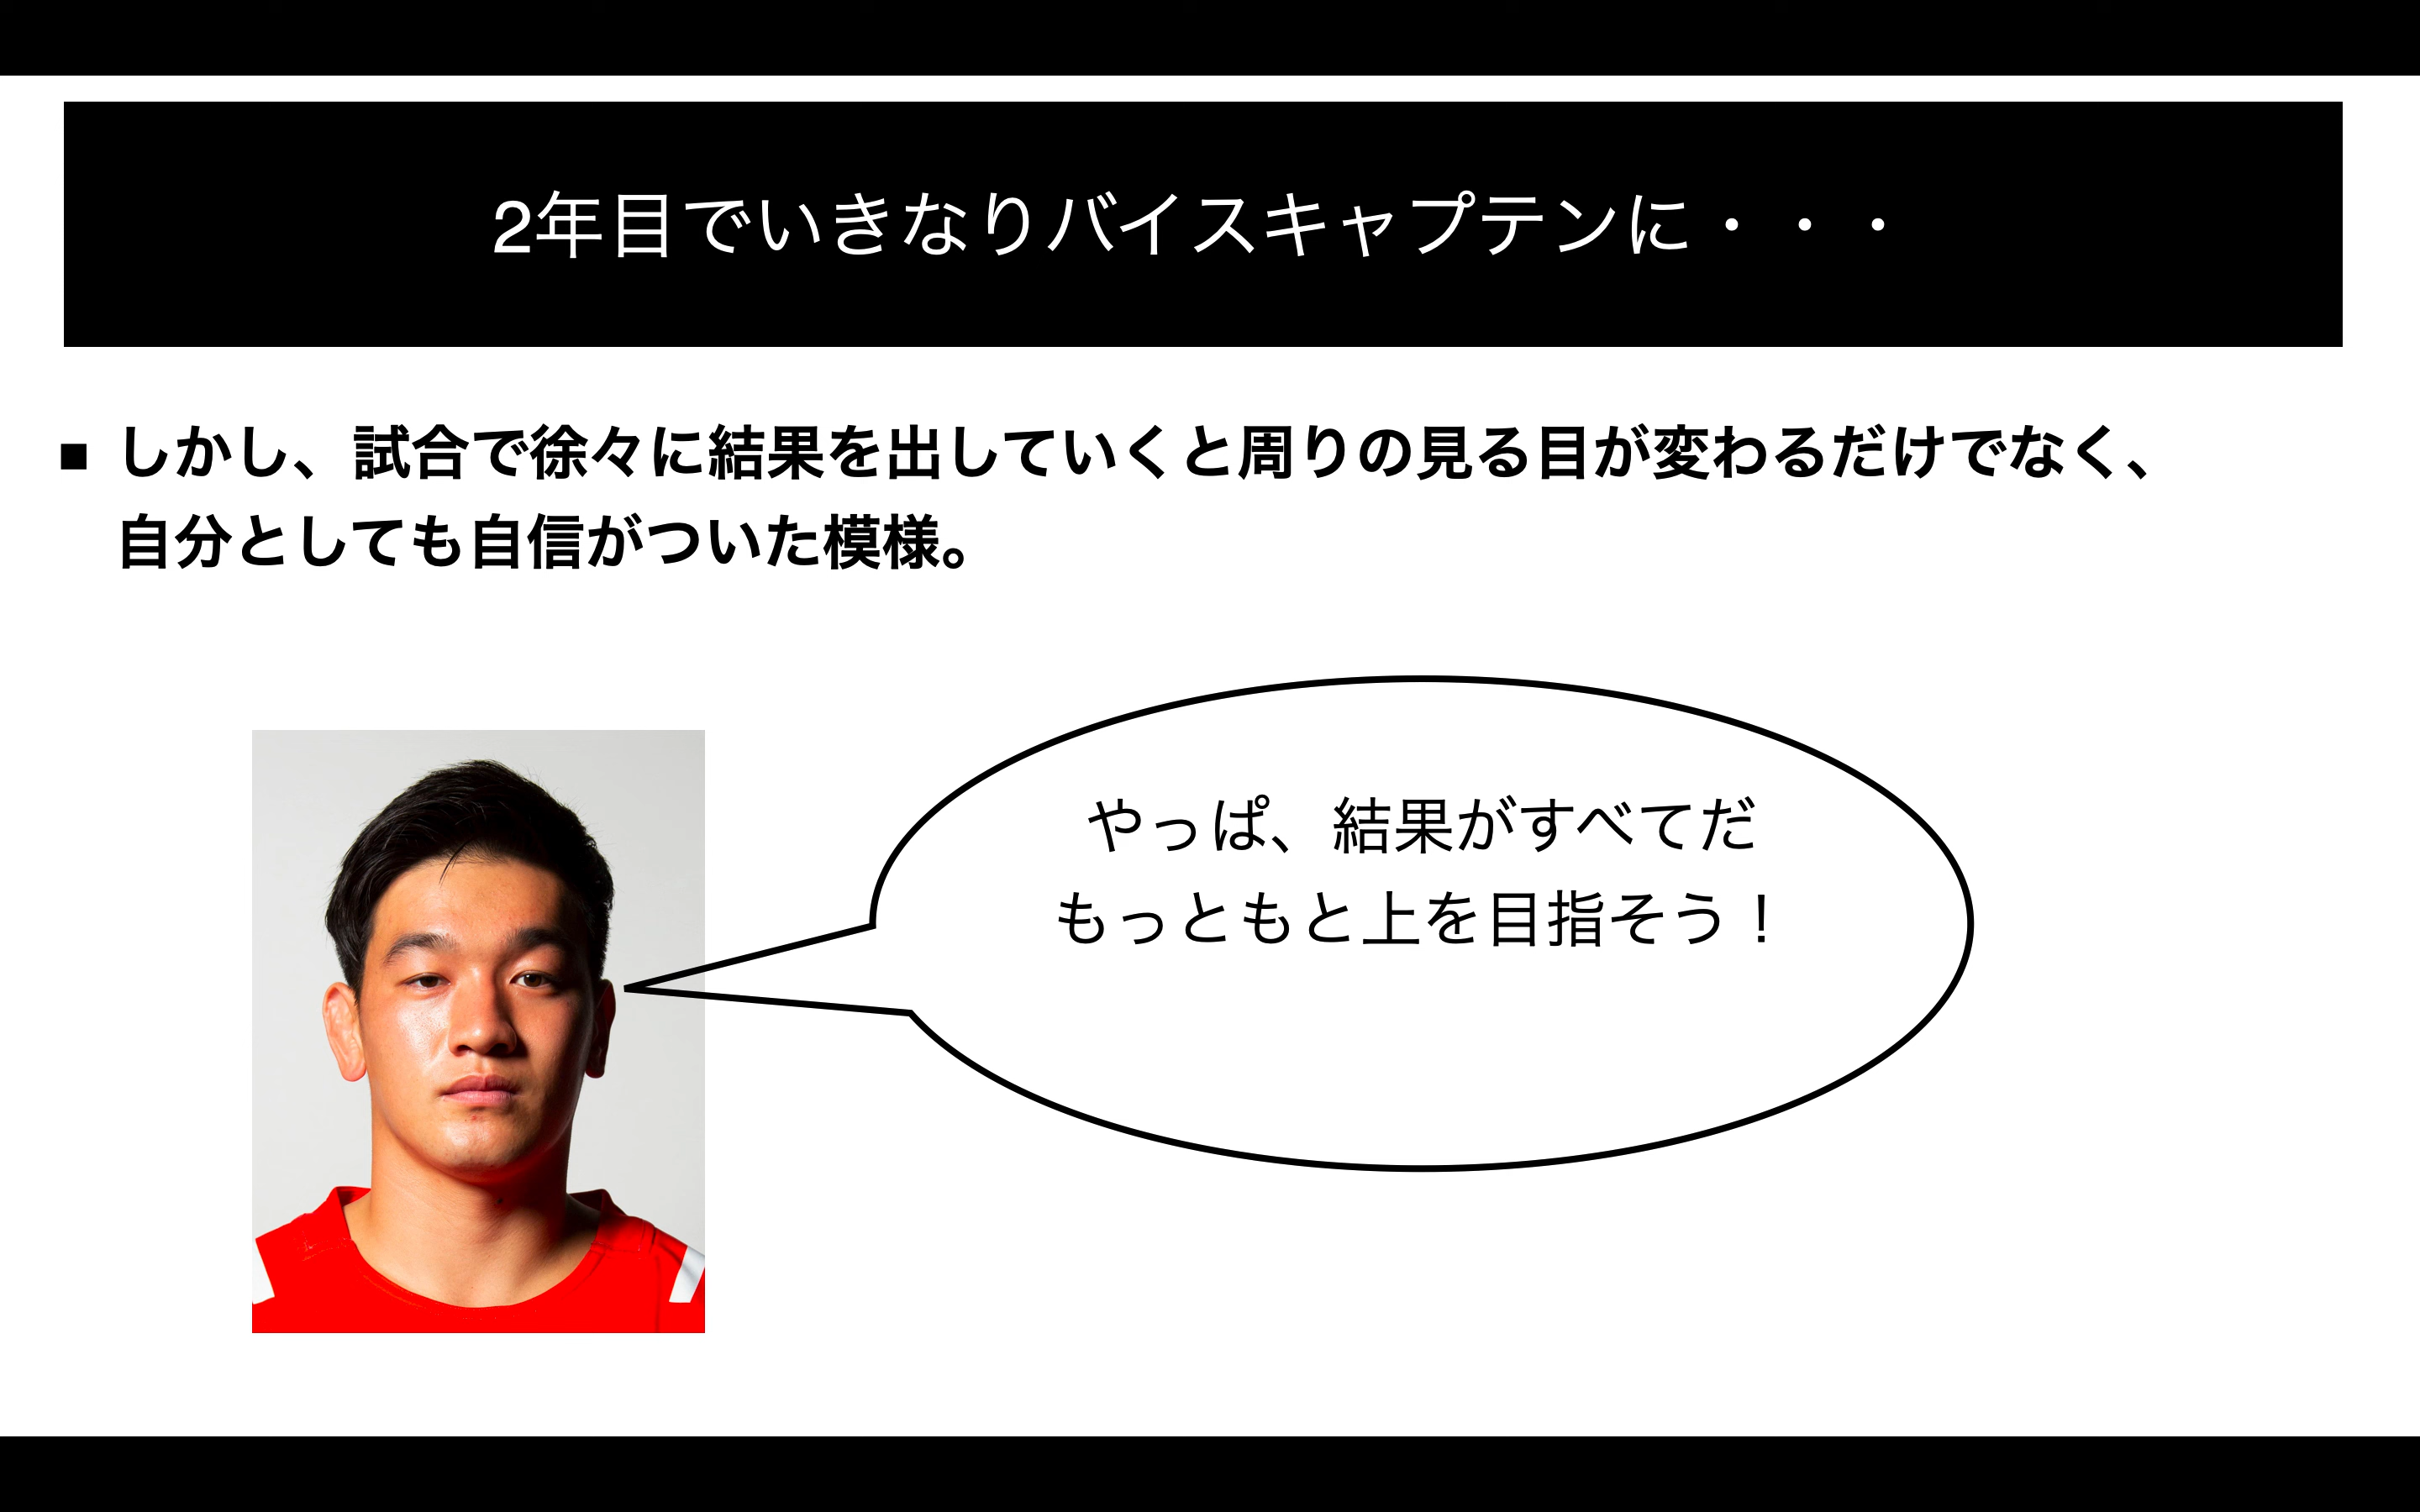 2年目でいきなりバイスキャプテンに・・・
■ しかし、試合で徐々に結果を出していくと周りの見る目が変わるだけでなく、
自分としても自信がついた模様。
やっぱ、結果がすべてだ
もっともと上を目指そう！